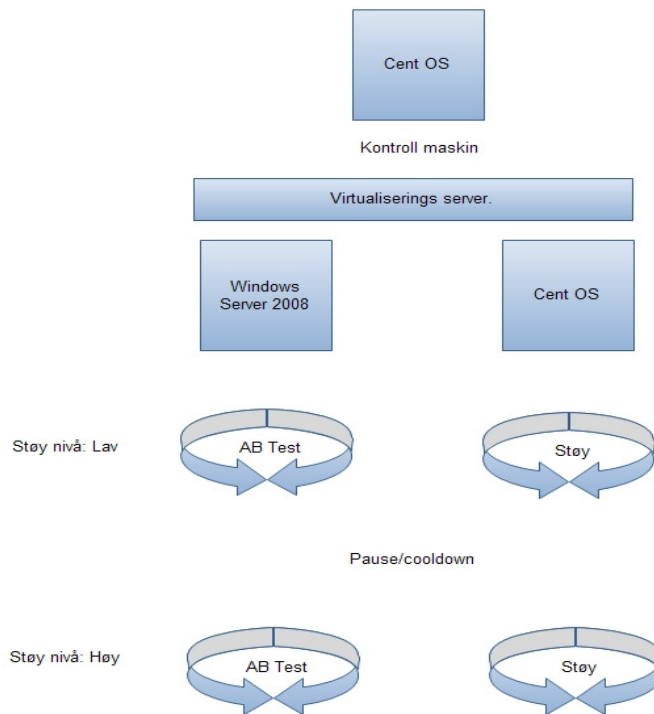 Cent OS
Kontroll maskin
Virtualiserings server.
Windows
Server 2008
Cent OS
Støy nivå: Lav
AB Test
Støy
Pause/cooldown
Støy nivå: Høy
AB Test
Støy